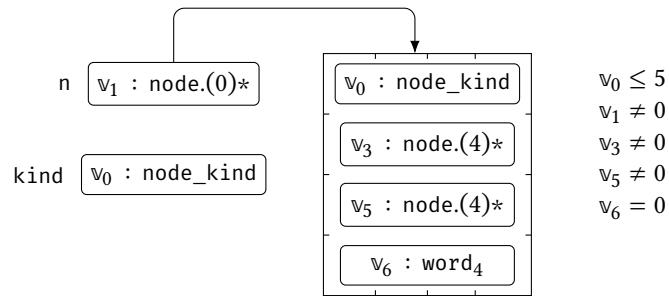 n 𝕧₁ : node.(0)*
kind 𝕧₀ : node_kind
𝕧₀ : node_kind
𝕧₃ : node.(4)*
𝕧₅ : node.(4)*
𝕧₆ : word₄
𝕧₀ ≤ 5
𝕧₁ ≠ 0
𝕧₃ ≠ 0
𝕧₅ ≠ 0
𝕧₆ = 0